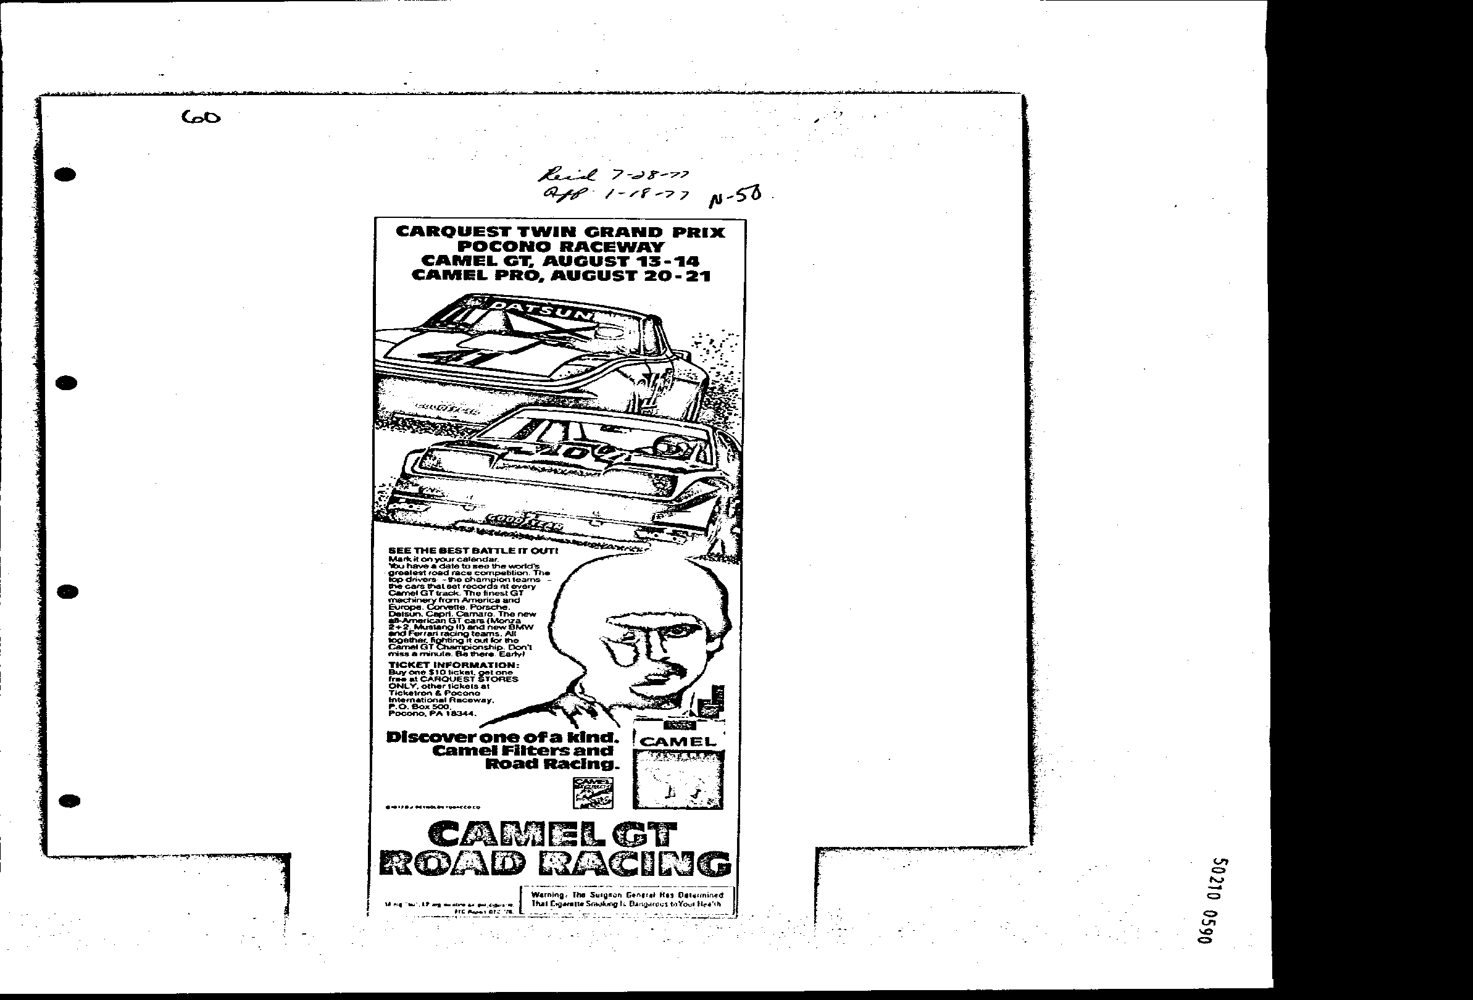 60
7-28-77
App. 1-18-77 N-50
CARQUEST TWIN GRAND PRIX
POCONO RACEWAY
CAMEL GT, AUGUST 13-14
CAMEL PRO, AUGUST 20-21
DATSUN
41
GOODYEAR
SEE THE BEST BATTLE IT OUT!
Mark it on your calendar.
You have a date to see the world's
greatest road race competition. The
top drivers - the champion teams -
the cars that set records at every
Camel GT track. The finest GT
machinery from America and
Europe. Corvette. Porsche.
Datsun. Capri. Camaro. The new
all-American GT cars (Monza
2+2, Mustang II) and new BMW
and Ferrari racing teams. All
together, fighting it out for the
Camel GT Championship. Don't
miss a minute. Be there. Early!
TICKET INFORMATION:
Buy one $10 ticket, get one
free at CARQUEST STORES
ONLY, other tickets at
Ticketron & Pocono
International Raceway,
P.O. Box 500,
Pocono, PA 18344.
Discover one of a kind.
Camel Filters and
Road Racing.
CAMEL
CAMEL
CAMEL GT
ROAD RACING
Warning: The Surgeon General Has Determined
That Cigarette Smoking Is Dangerous to Your Health
50210 0590